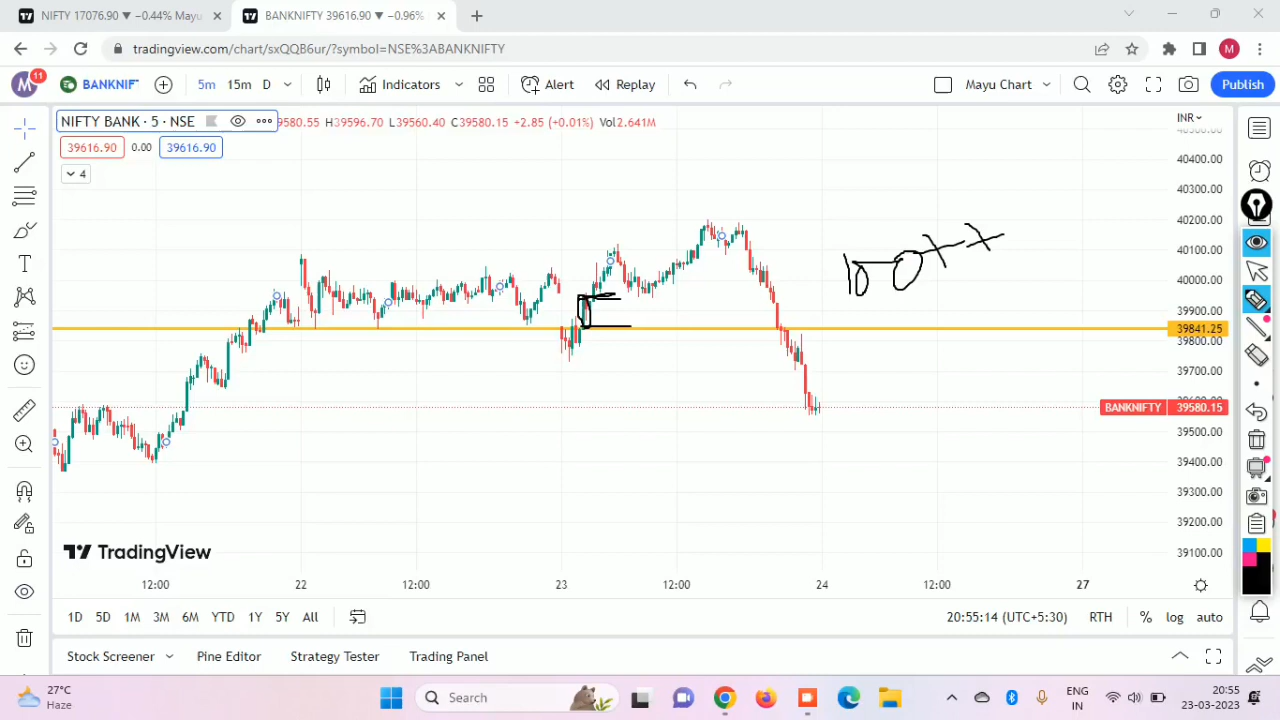 NIFTY 17076.90 ▼ −0.44% Mayu
BANKNIFTY 39616.90 ▼ −0.96%
tradingview.com/chart/sxQQB6ur/?symbol=NSE%3ABANKNIFTY
M
M 11 BANKNIF 5m 15m D Indicators Alert Replay Mayu Chart Publish
NIFTY BANK · 5 · NSE 9580.55 H39596.70 L39560.40 C39580.15 +2.85 (+0.01%) Vol2.641M
INR
39616.90 0.00 39616.90
4
40300.00
40400.00
40300.00
40200.00
40100.00
40000.00
39900.00
39841.25
39800.00
39700.00
BANKNIFTY 39580.15
39500.00
39400.00
39300.00
39200.00
39100.00
100++
TradingView
12:00 22 12:00 23 12:00 24 12:00 27
1D 5D 1M 3M 6M YTD 1Y 5Y All 20:55:14 (UTC+5:30) RTH % log auto
Stock Screener Pine Editor Strategy Tester Trading Panel
27°C
Haze
Search
ENG
IN
20:55
23-03-2023